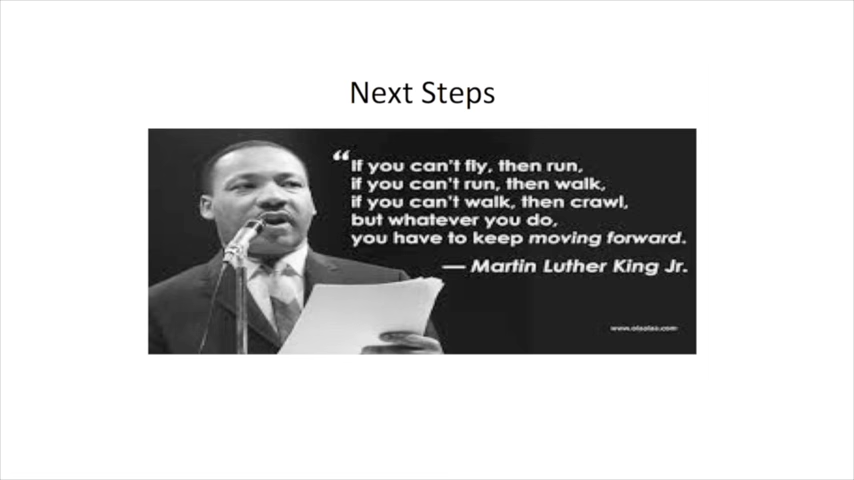 Next Steps
“If you can't fly, then run,
if you can't run, then walk,
if you can't walk, then crawl,
but whatever you do,
you have to keep moving forward.
— Martin Luther King Jr.